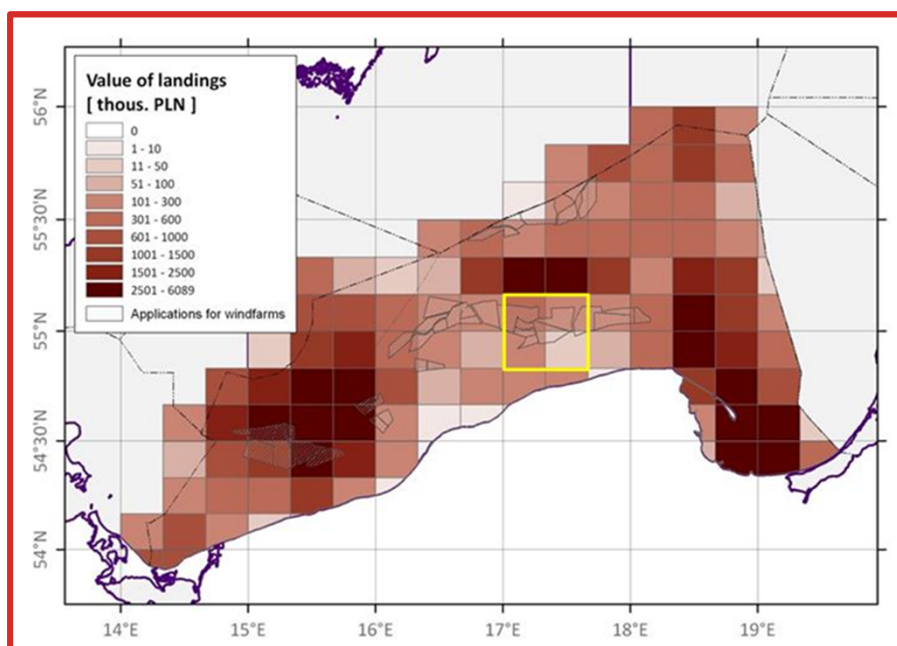 Value of landings
[ thous. PLN ]
0
1 - 10
11 - 50
51 - 100
101 - 300
301 - 600
601 - 1000
1001 - 1500
1501 - 2500
2501 - 6089
Applications for windfarms
56°N
55°30'N
55°N
54°30'N
54°N
14°E
15°E
16°E
17°E
18°E
19°E